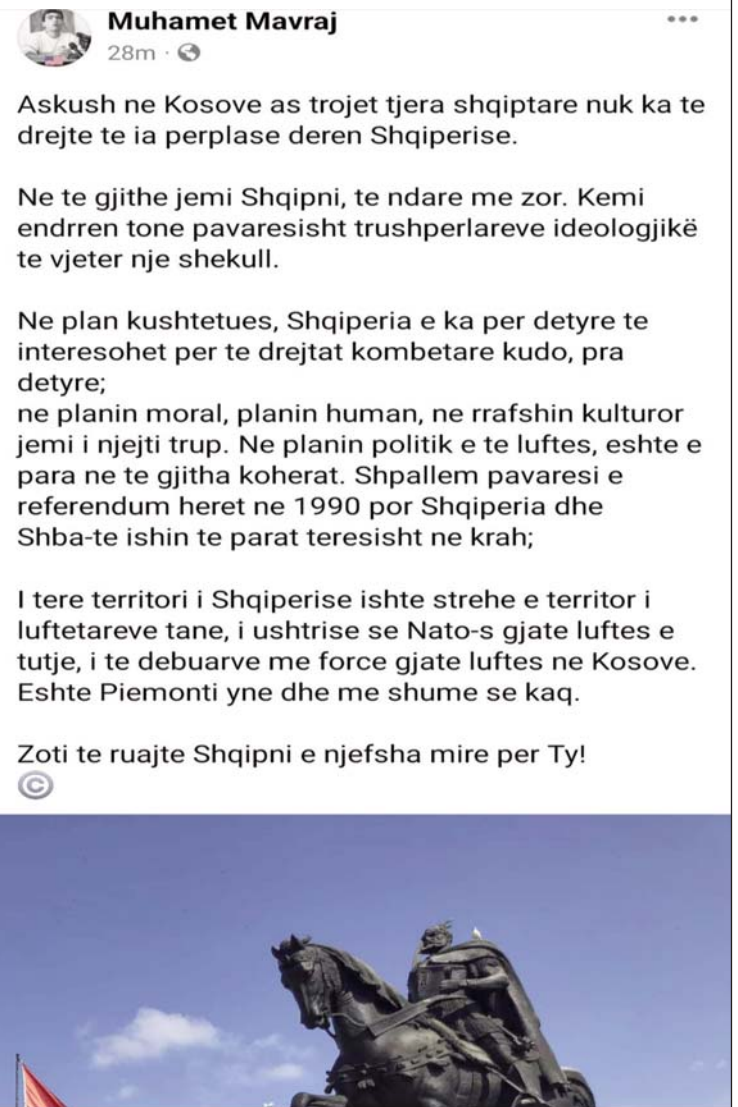 Muhamet Mavraj
28m ·
Askush ne Kosove as trojet tjera shqiptare nuk ka te
drejte te ia perplase deren Shqiperise.
Ne te gjithe jemi Shqipni, te ndare me zor. Kemi
endrren tone pavaresisht trushperlareve ideologjikë
te vjeter nje shekull.
Ne plan kushtetues, Shqiperia e ka per detyre te
interesohet per te drejtat kombetare kudo, pra
detyre;
ne planin moral, planin human, ne rrafshin kulturor
jemi i njejti trup. Ne planin politik e te luftes, eshte e
para ne te gjitha koherat. Shpallem pavaresi e
referendum heret ne 1990 por Shqiperia dhe
Shba-te ishin te parat teresisht ne krah;
I tere territori i Shqiperise ishte strehe e territor i
luftetareve tane, i ushtrise se Nato-s gjate luftes e
tutje, i te debuarve me force gjate luftes ne Kosove.
Eshte Piemonti yne dhe me shume se kaq.
Zoti te ruajte Shqipni e njefsha mire per Ty!
©